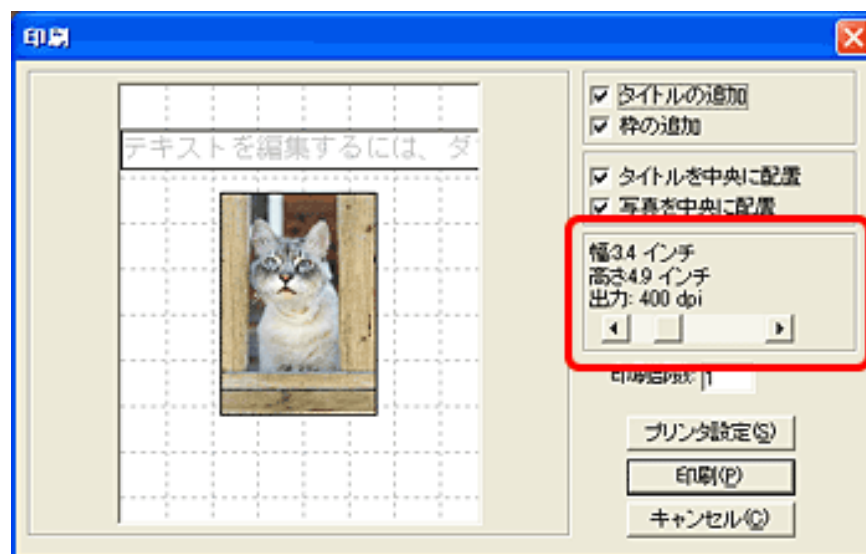 印刷
テキストを編集するには、ダ
タイトルの追加
枠の追加
タイトルを中央に配置
写真を中央に配置
幅:3.4 インチ
高さ:4.9 インチ
出力: 400 dpi
印刷部数: 1
プリンタ設定(S)
印刷(P)
キャンセル(C)